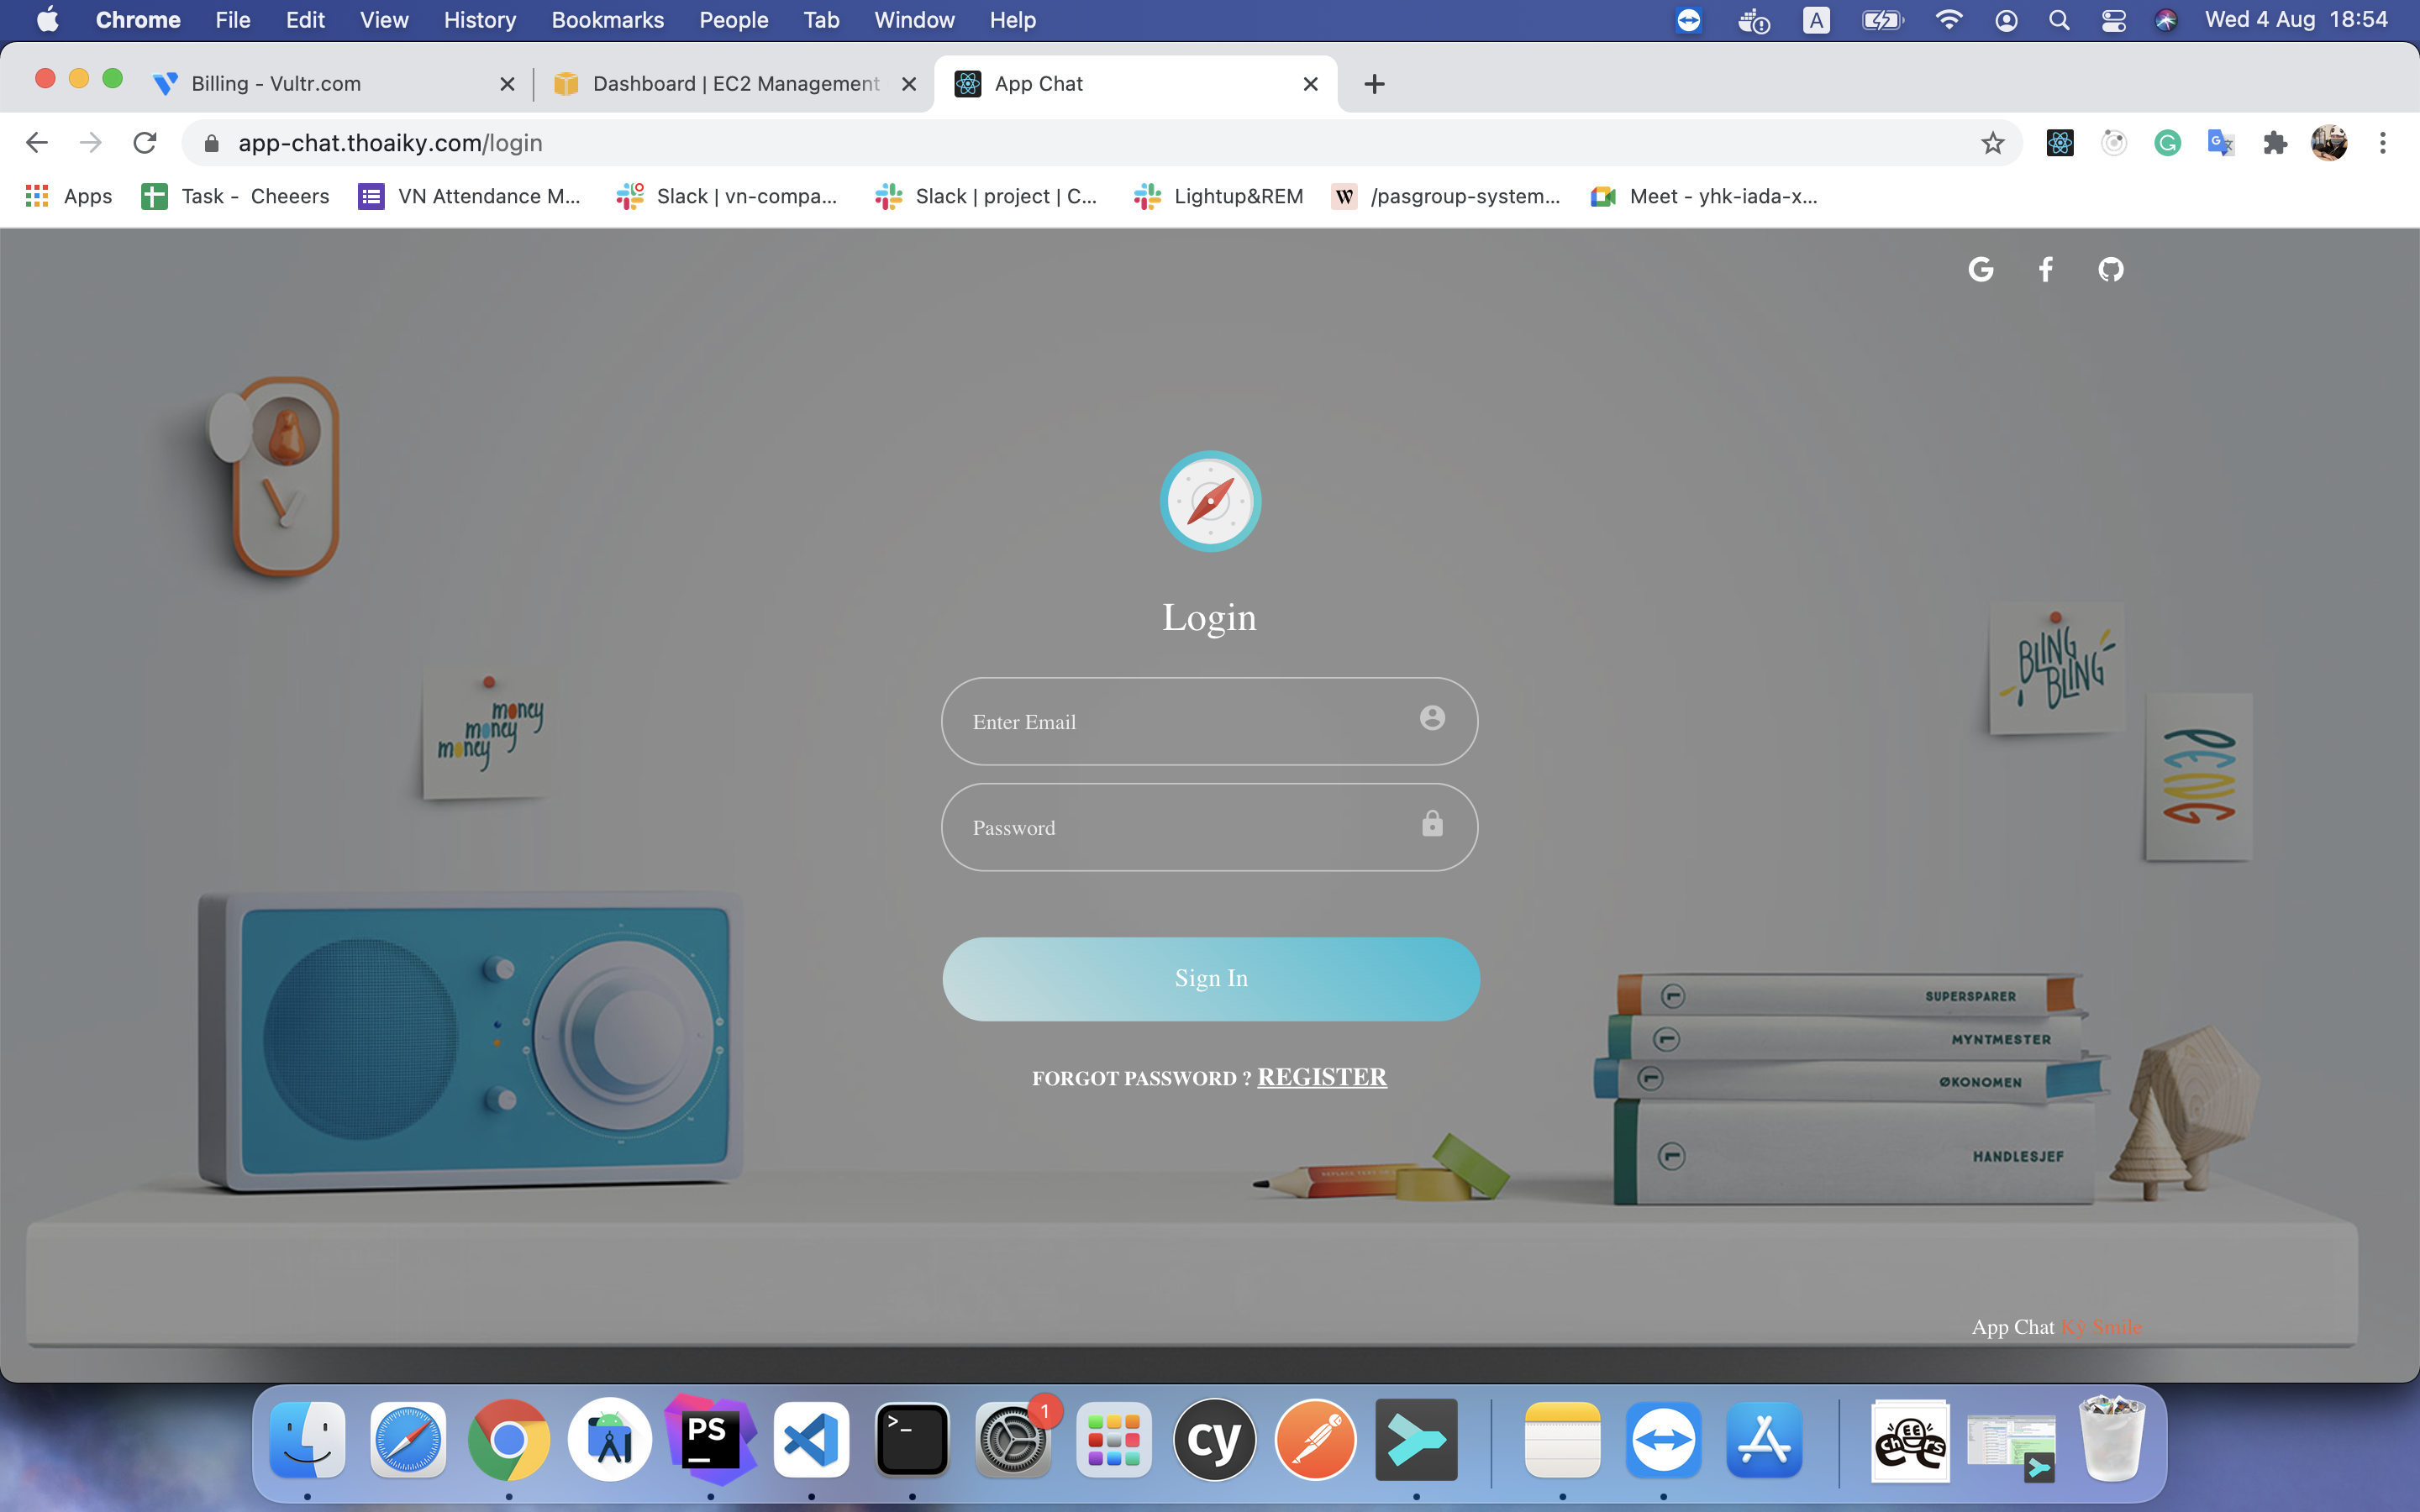 Chrome File Edit View History Bookmarks People Tab Window Help A Wed 4 Aug 18:54
Billing - Vultr.com Dashboard | EC2 Management App Chat
app-chat.thoaiky.com/login
Apps Task - Cheeers VN Attendance M... Slack | vn-compa... Slack | project | C... Lightup&REM W /pasgroup-system... Meet - yhk-iada-x...
Login
BLING
BLING
money
money
money
Enter Email
PENG
Password
Sign In
SUPERSPARER
MYNTMESTER
FORGOT PASSWORD ? REGISTER
ØKONOMEN
HANDLESJEF
App Chat Kỳ Smile
1
PS
>_
cy
chEErs